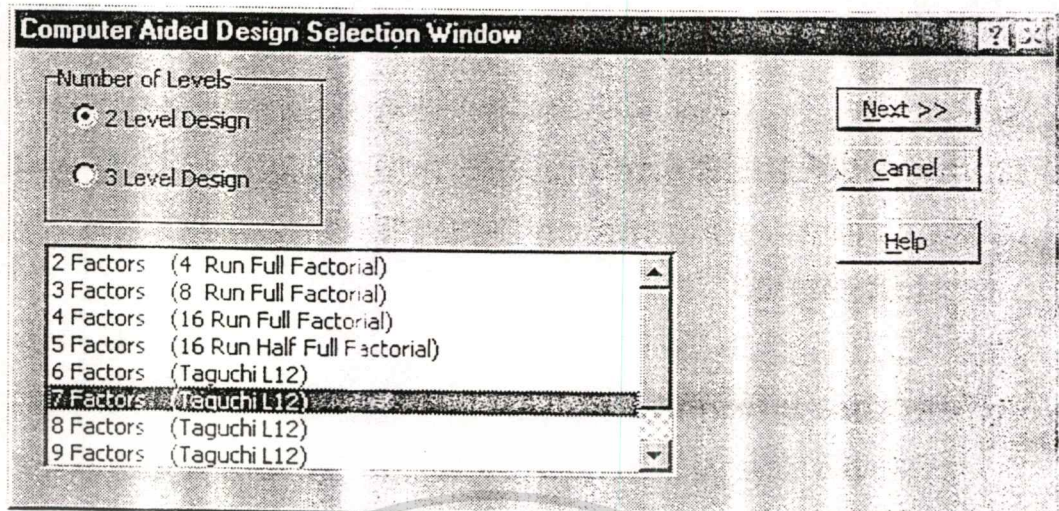 Computer Aided Design Selection Window
Number of Levels
2 Level Design
3 Level Design
Next >>
Cancel
Help
2 Factors (4 Run Full Factorial)
3 Factors (8 Run Full Factorial)
4 Factors (16 Run Full Factorial)
5 Factors (16 Run Half Full Factorial)
6 Factors (Taguchi L12)
7 Factors (Taguchi L12)
8 Factors (Taguchi L12)
9 Factors (Taguchi L12)